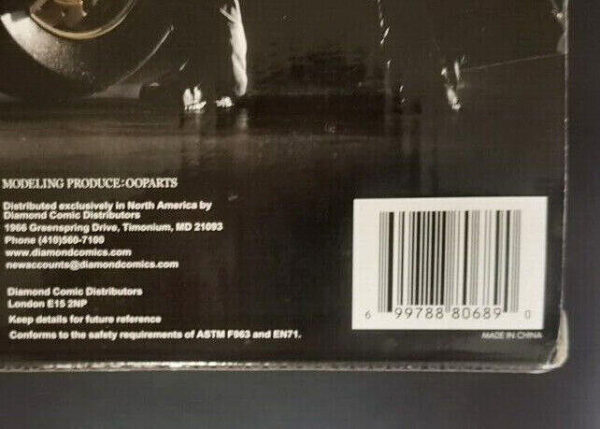 MODELING PRODUCE:OOPARTS
Distributed exclusively in North America by
Diamond Comic Distributors
1966 Greenspring Drive, Timonium, MD 21093
Phone (410)560-7100
www.diamondcomics.com
newaccounts@diamondcomics.com
Diamond Comic Distributors
London E15 2NP
Keep details for future reference
Conforms to the safety requirements of ASTM F963 and EN71.
6 99788 80689 0
MADE IN CHINA